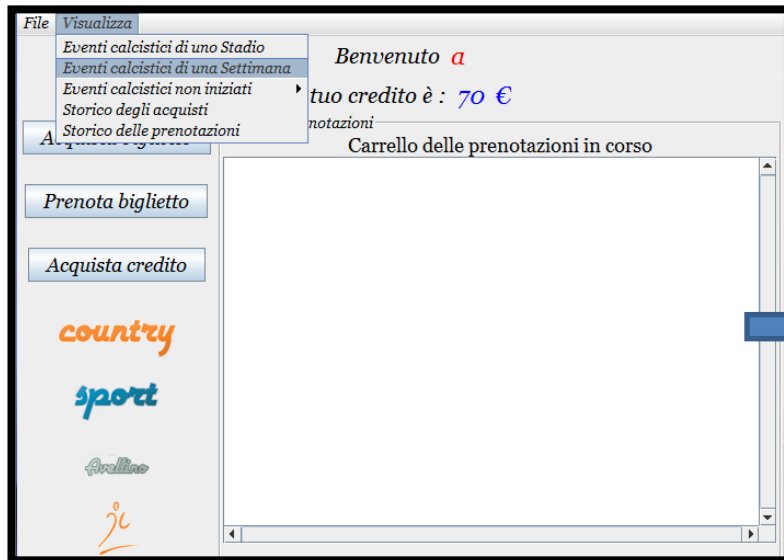 File Visualizza
Eventi calcistici di uno Stadio
Eventi calcistici di una Settimana
Eventi calcistici non iniziati
Storico degli acquisti
Storico delle prenotazioni
Benvenuto a
tuo credito è : 70 €
Carrello delle prenotazioni in corso
Prenota biglietto
Acquista credito
country
sport
Avellino